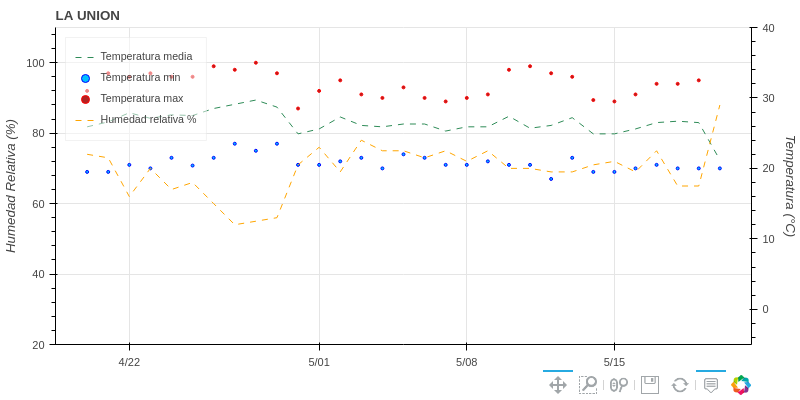 LA UNION
Temperatura media
Temperatura min
Temperatura max
Humedad relativa %
Humedad Relativa (%)
100
80
60
40
20
Temperatura (°C)
40
30
20
10
0
4/22
5/01
5/08
5/15